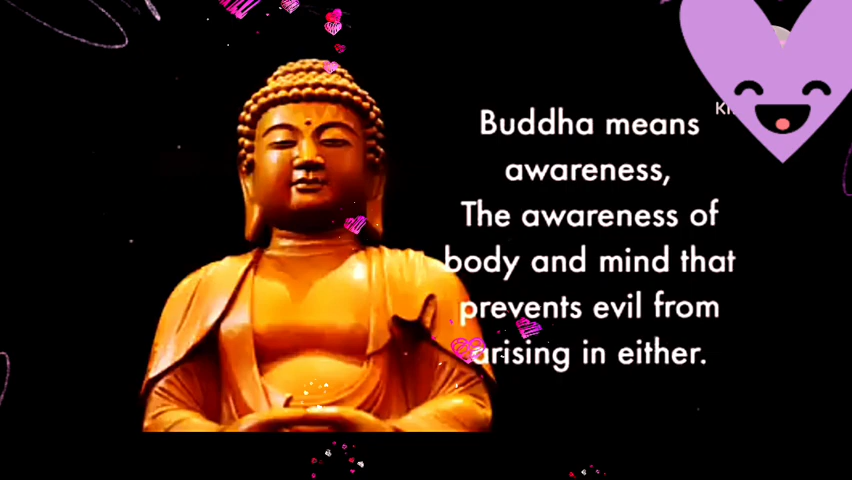 Buddha means
awareness,
The awareness of
body and mind that
prevents evil from
arising in either.